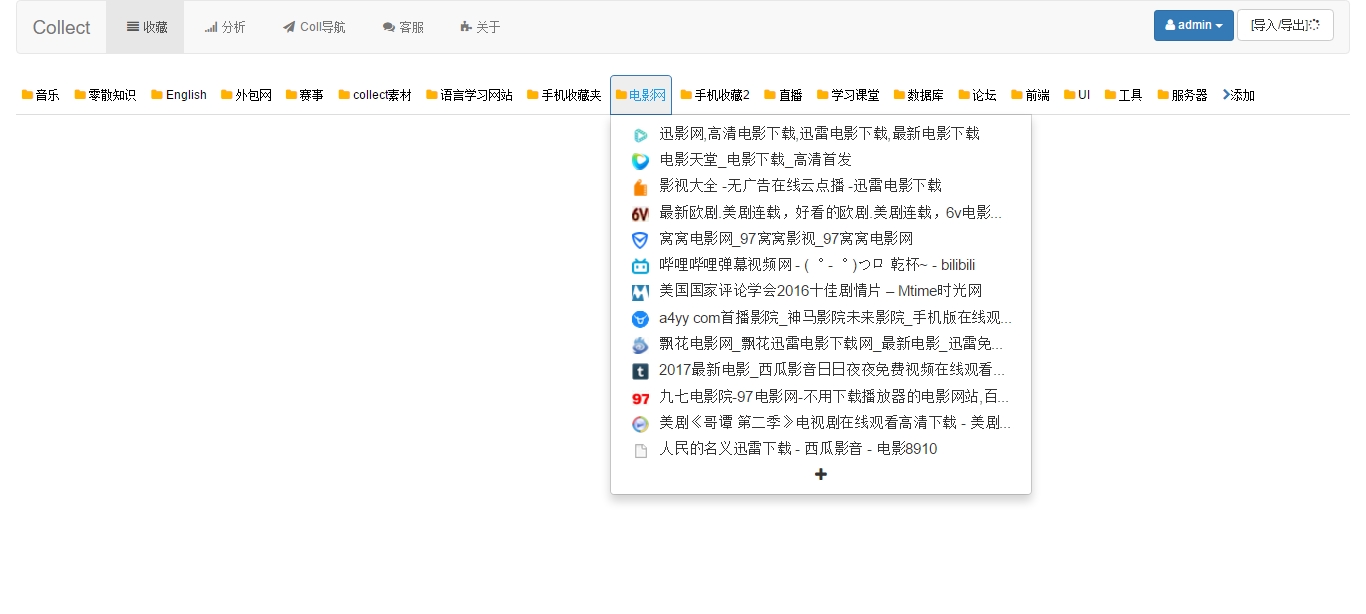 Collect 收藏 分析 Coll导航 客服 关于 admin [导入/导出]
音乐 零散知识 English 外包网 赛事 collect素材 语言学习网站 手机收藏夹 电影网 手机收藏2 直播 学习课堂 数据库 论坛 前端 UI 工具 服务器 添加
迅影网,高清电影下载,迅雷电影下载,最新电影下载
电影天堂_电影下载_高清首发
影视大全 -无广告在线云点播 -迅雷电影下载
6V 最新欧剧.美剧连载，好看的欧剧.美剧连载，6v电影...
窝窝电影网_97窝窝影视_97窝窝电影网
哔哩哔哩弹幕视频网 - ( ゜- ゜)つロ 乾杯~ - bilibili
美国国家评论学会2016十佳剧情片 – Mtime时光网
a4yy com首播影院_神马影院未来影院_手机版在线观...
飘花电影网_飘花迅雷电影下载网_最新电影_迅雷免...
t 2017最新电影_西瓜影音日日夜夜免费视频在线观看...
97 九七电影院-97电影网-不用下载播放器的电影网站,百...
美剧《哥谭 第二季》电视剧在线观看高清下载 - 美剧...
人民的名义迅雷下载 - 西瓜影音 - 电影8910